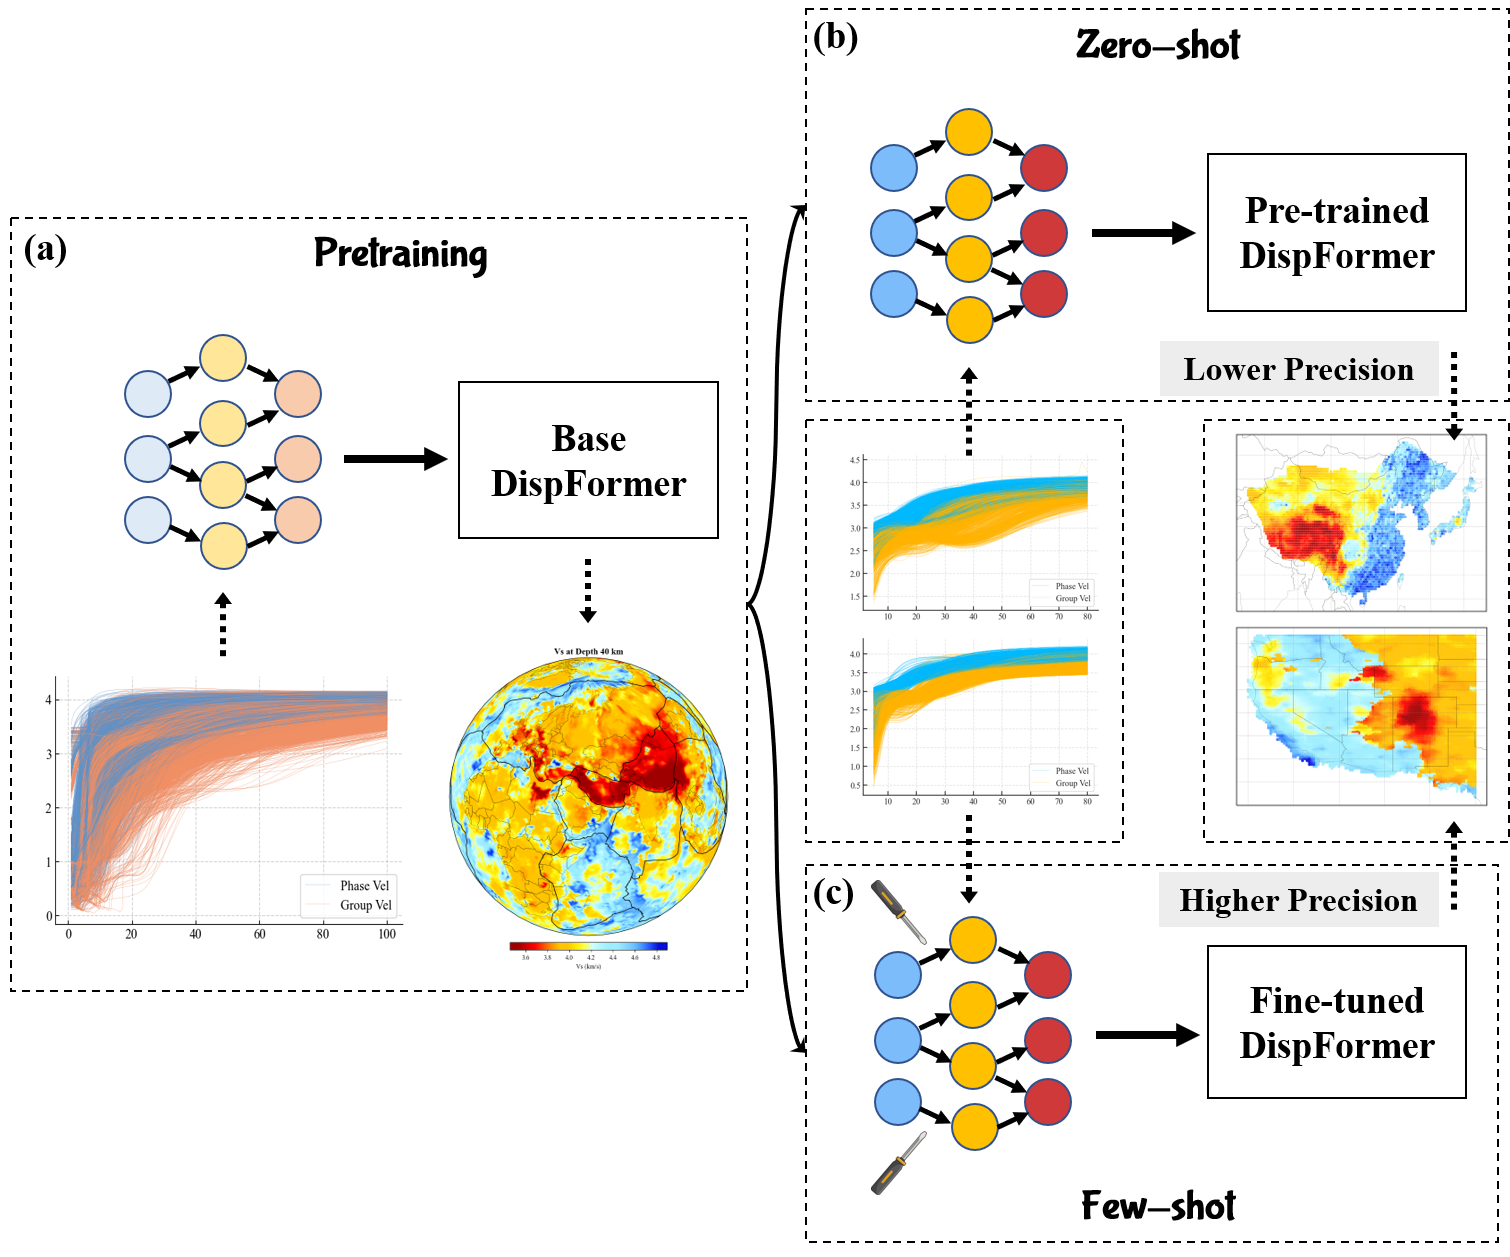 (a)
Pretraining
Base
DispFormer
4
3
2
1
0
Phase Vel
Group Vel
0
20
40
60
80
100
Vs at Depth 40 km
3.6
3.8
4.0
4.2
4.4
4.6
4.8
Vs (km/s)
(b)
Zero-shot
Pre-trained
DispFormer
Lower Precision
4.5
4.0
3.5
3.0
2.5
2.0
1.5
Phase Vel
Group Vel
10
20
30
40
50
60
70
80
4.0
3.5
3.0
2.5
2.0
1.5
1.0
0.5
Phase Vel
Group Vel
10
20
30
40
50
60
70
80
(c)
Higher Precision
Fine-tuned
DispFormer
Few-shot